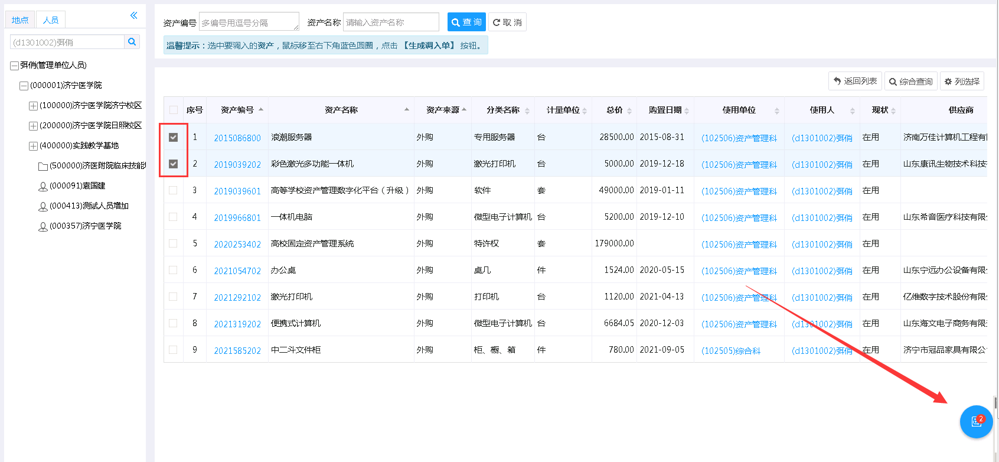 地点 人员
(d1301002)弭俏
弭俏(管理单位人员)
(000001)济宁医学院
(100000)济宁医学院济宁校区
(200000)济宁医学院日照校区
(400000)实践教学基地
(500000)济医附院临床技能
(000091)袁国建
(000413)测试人员增加
(000357)济宁医学院
资产编号 多编号用逗号分隔 资产名称 请输入资产名称 查 询 取 消
温馨提示：选中要调入的资产，鼠标移至右下角蓝色圆圈，点击 【生成调入单】 按钮。
返回列表 综合查询 列选择
序号 资产编号 资产名称 资产来源 分类名称 计量单位 总价 购置日期 使用单位 使用人 现状 供应商
1 2015086800 浪潮服务器 外购 专用服务器 台 28500.00 2015-08-31 (102506)资产管理科 (d1301002)弭俏 在用 济南万佳计算机工程有
2 2019039202 彩色激光多功能一体机 外购 激光打印机 台 5000.00 2019-12-18 (102506)资产管理科 (d1301002)弭俏 在用 山东康讯生物技术科技
3 2019039601 高等学校资产管理数字化平台（升级） 外购 软件 套 49000.00 2019-01-11 (102506)资产管理科 (d1301002)弭俏 在用
4 2019966801 一体机电脑 外购 微型电子计算机 台 5200.00 2019-12-10 (102506)资产管理科 (d1301002)弭俏 在用 山东希音医疗科技有限
5 2020253402 高校固定资产管理系统 外购 特许权 套 179000.00 (102506)资产管理科 (d1301002)弭俏 在用
6 2021054702 办公桌 外购 桌几 件 1524.00 2020-05-15 (102506)资产管理科 (d1301002)弭俏 在用 山东宁远办公设备有限
7 2021292102 激光打印机 外购 打印机 台 1120.00 2021-04-13 (102506)资产管理科 (d1301002)弭俏 在用 亿维数字技术股份有限
8 2021319202 便携式计算机 外购 微型电子计算机 台 6684.05 2020-12-03 (102506)资产管理科 (d1301002)弭俏 在用 山东海文电子商务有限
9 2021585202 中二斗文件柜 外购 柜、橱、箱 件 780.00 2021-09-05 (102505)综合科 (d1301002)弭俏 在用 济宁市冠品家具有限公
2